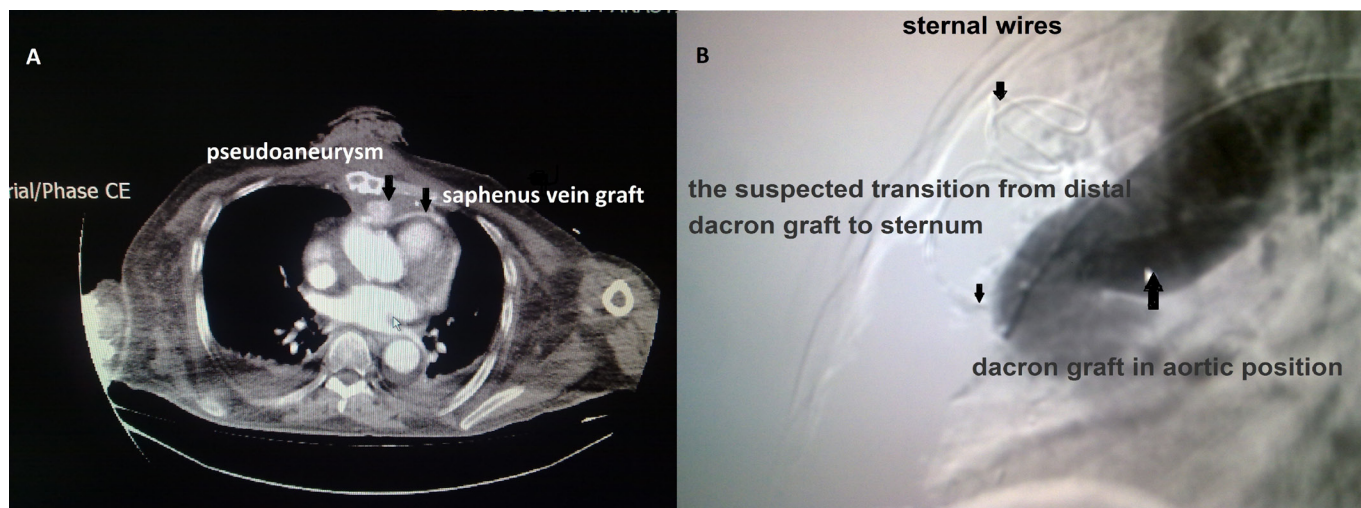 A
pseudoaneurysm
saphenus vein graft
rial/Phase CE
sternal wires
B
the suspected transition from distal
dacron graft to sternum
dacron graft in aortic position